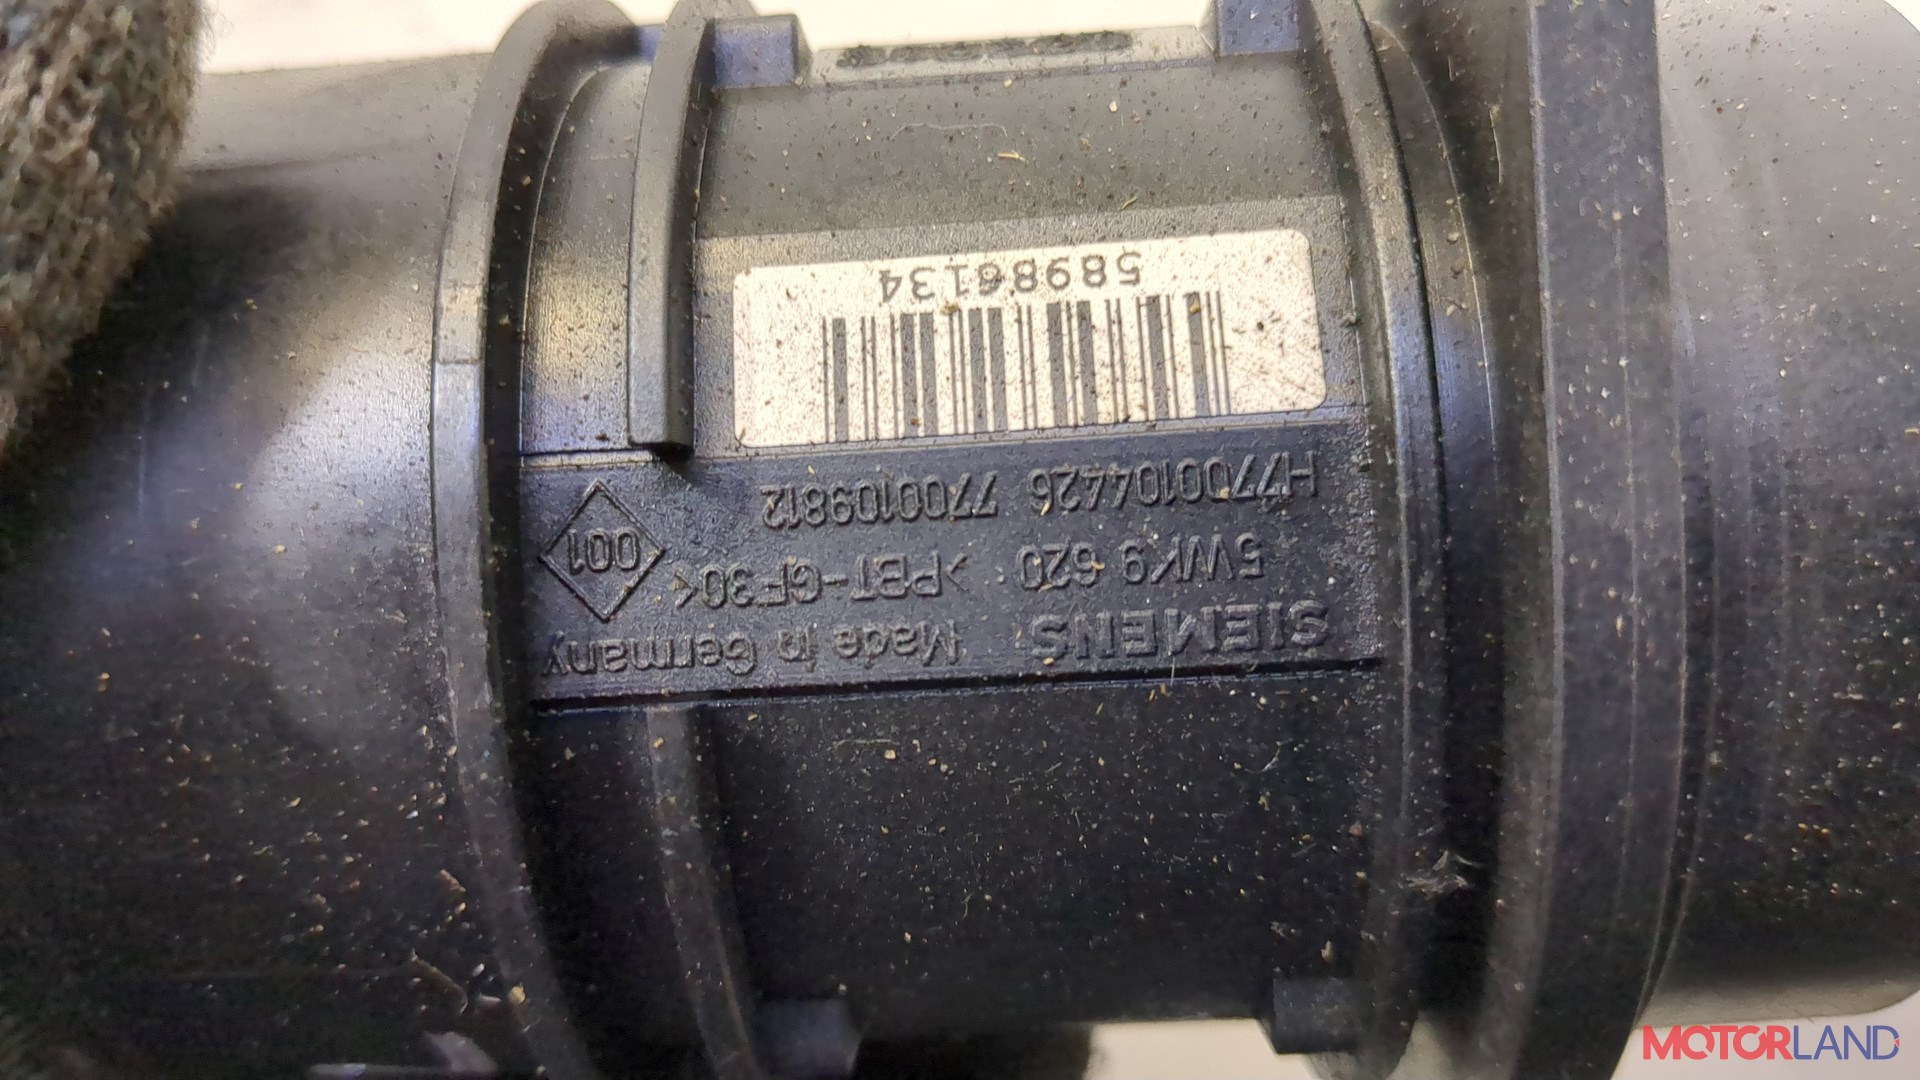 SIEMENS Made in Germany
5WK9 620 >PBT-GF30<
001
H7700104426 7700109812
58986134
MOTORLAND